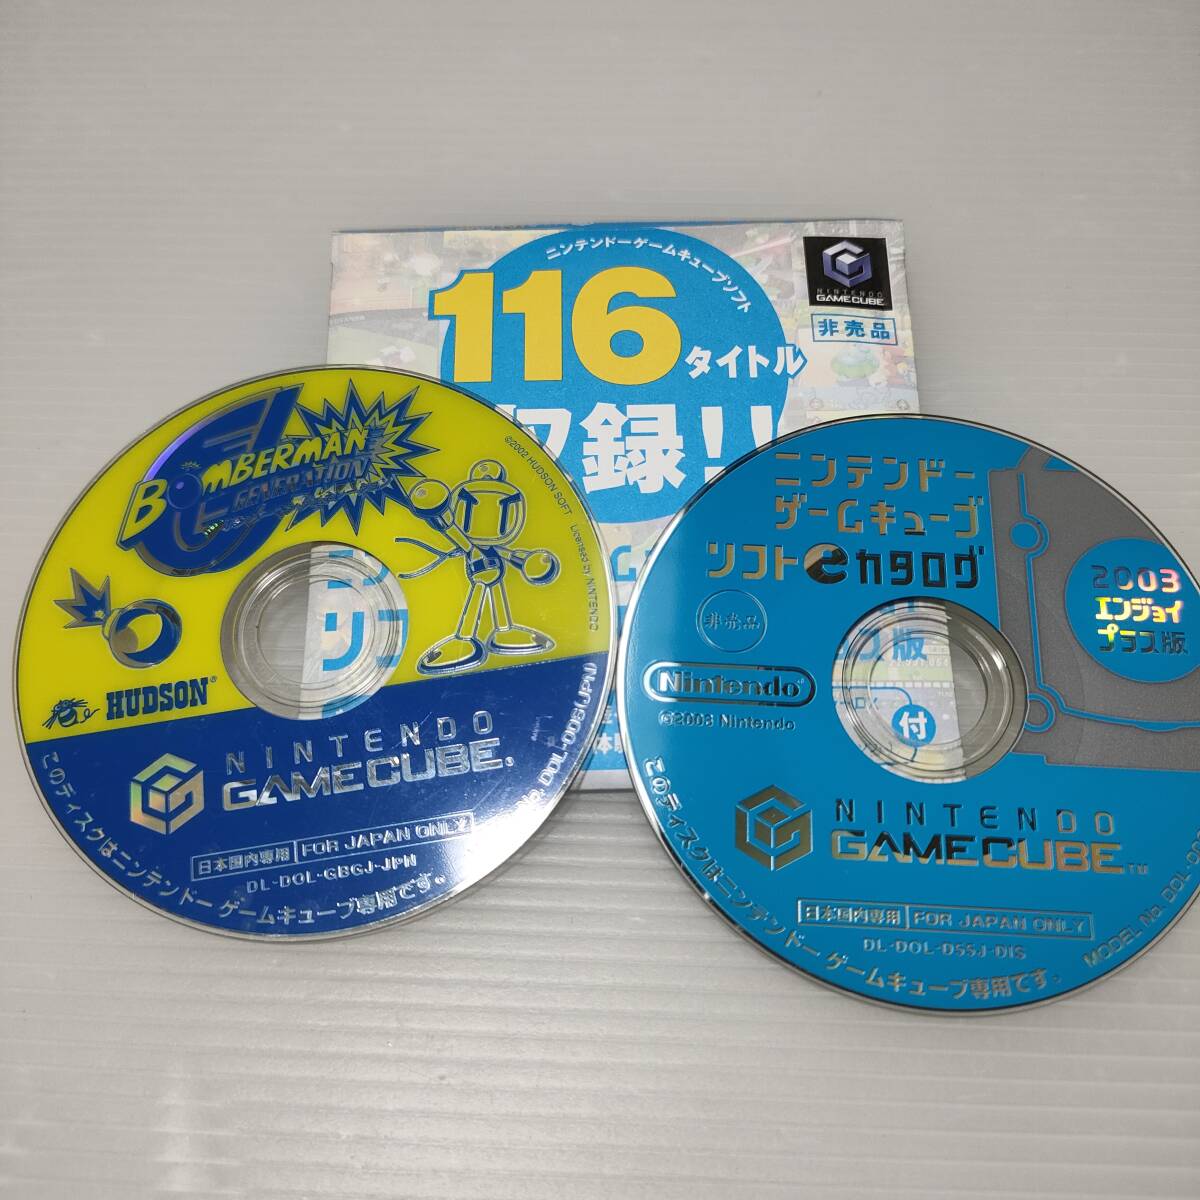 ニンテンドーゲームキューブソフト
116タイトル
収録!!
NINTENDO
GAMECUBE
非売品
BOMBERMAN
GENERATION
©2002 HUDSON SOFT
Licensed by NINTENDO
HUDSON®
NINTENDO
GAMECUBE®
日本国内専用 FOR JAPAN ONLY
DL-DOL-GBGJ-JPN
このディスクはニンテンドーゲームキューブ専用です。
ニンテンドー
ゲームキューブ
ソフトeカタログ
2003
エンジョイ
プラス版
非売品
Nintendo®
版
付
NINTENDO
GAMECUBE™
日本国内専用 FOR JAPAN ONLY
DL-DOL-D55J-DIS
このディスクはニンテンドーゲームキューブ専用です。